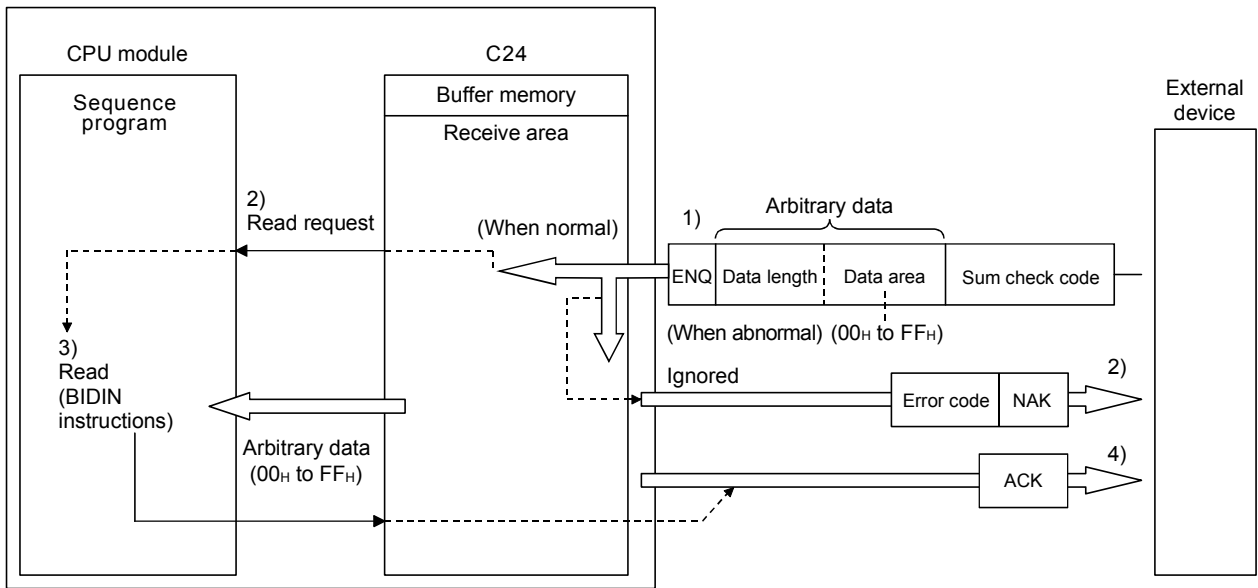 CPU module
C24
Sequence
program
Buffer memory
Receive area
External
device
2)
Read request
(When normal)
1)
Arbitrary data
ENQ
Data length
Data area
Sum check code
(When abnormal)
(00H to FFH)
3)
Read
(BIDIN
instructions)
Ignored
Error code
NAK
2)
Arbitrary data
(00H to FFH)
ACK
4)